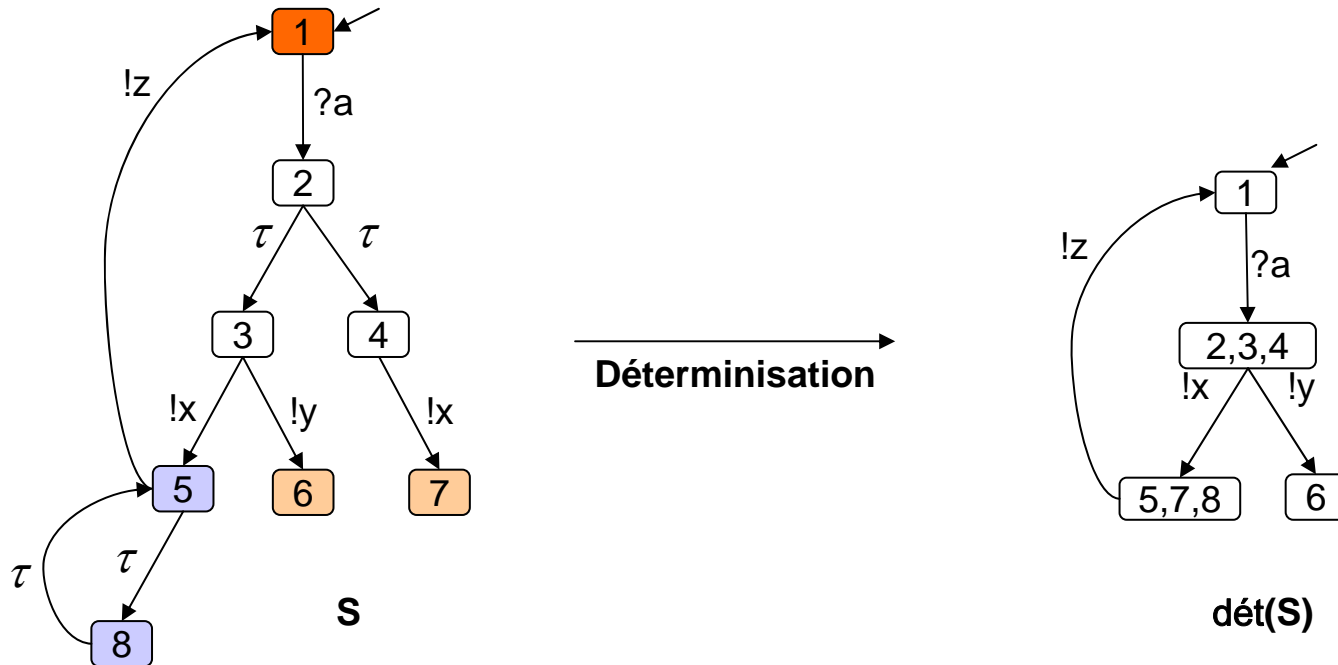 1
!z
?a
2
τ τ
3 4
!x !y !x
5 6 7
τ τ
8
S
Déterminisation
1
!z
?a
2,3,4
!x !y
5,7,8 6
dét(S)